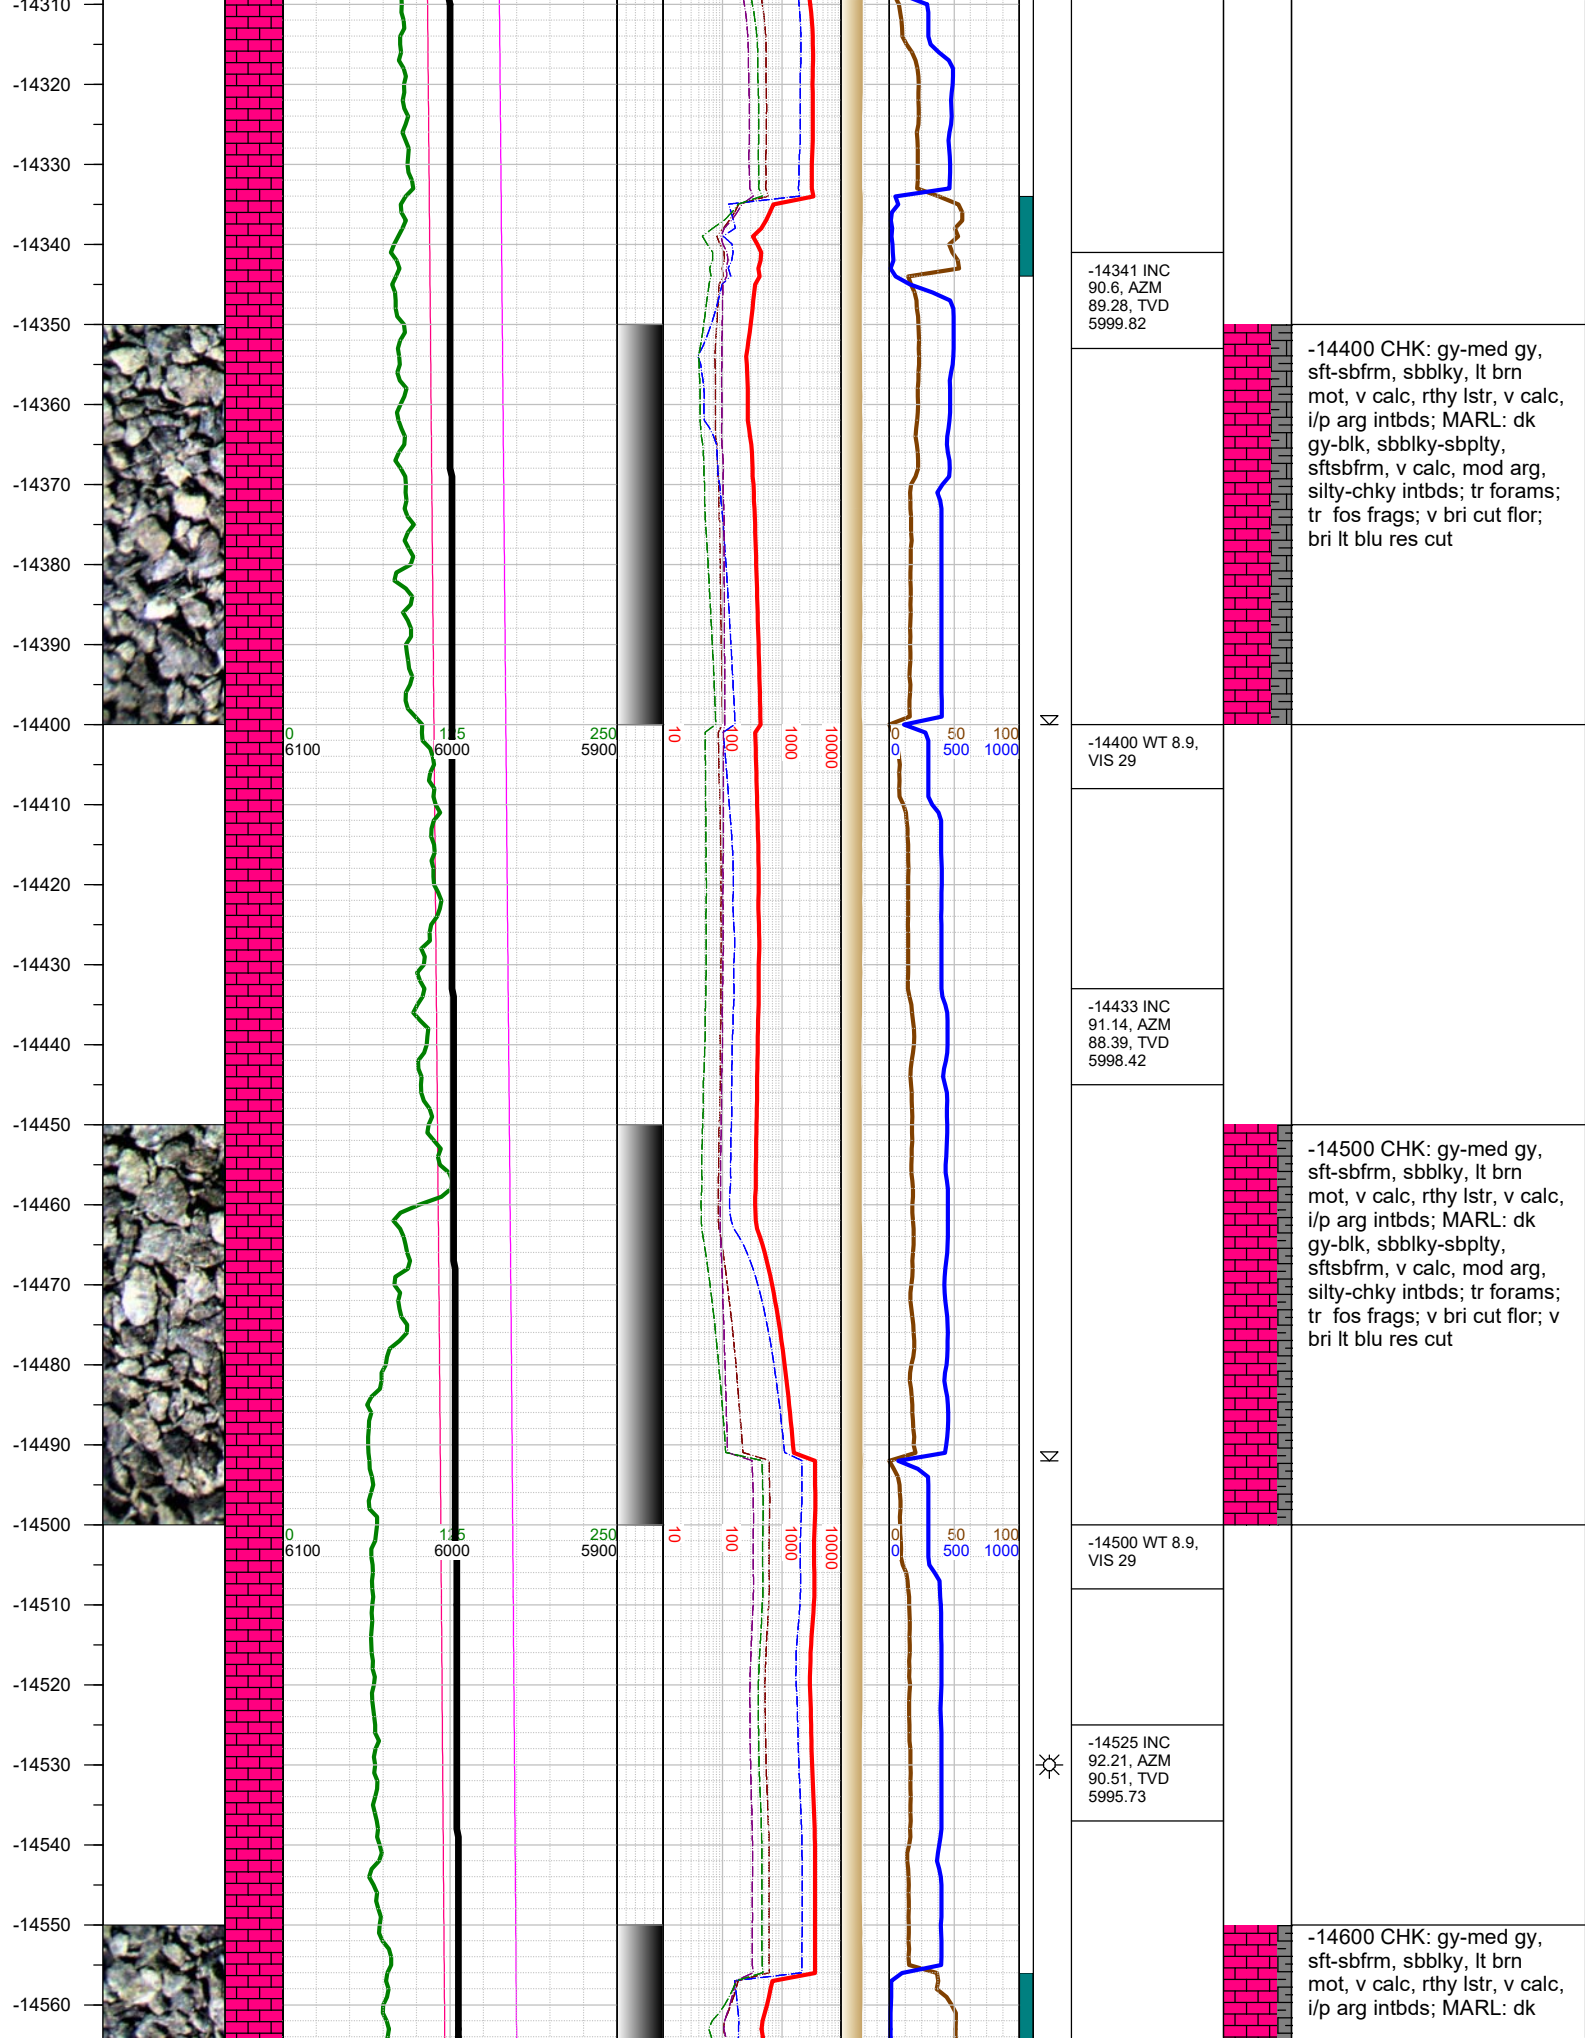 -14310
-14320
-14330
-14340
-14341 INC
90.6, AZM
89.28, TVD
5999.82
-14350
-14400 CHK: gy-med gy,
sft-sbfrm, sbblky, lt brn
mot, v calc, rthy lstr, v calc,
i/p arg intbds; MARL: dk
gy-blk, sbblky-sbplty,
sftsbfrm, v calc, mod arg,
silty-chky intbds; tr forams;
tr  fos frags; v bri cut flor;
bri lt blu res cut
-14360
-14370
-14380
-14390
-14400
0 125 250
6100 6000 5900
10 100 1000 10000
0 50 100
0 500 1000
-14400 WT 8.9,
VIS 29
-14410
-14420
-14430
-14433 INC
91.14, AZM
88.39, TVD
5998.42
-14440
-14450
-14500 CHK: gy-med gy,
sft-sbfrm, sbblky, lt brn
mot, v calc, rthy lstr, v calc,
i/p arg intbds; MARL: dk
gy-blk, sbblky-sbplty,
sftsbfrm, v calc, mod arg,
silty-chky intbds; tr forams;
tr  fos frags; v bri cut flor; v
bri lt blu res cut
-14460
-14470
-14480
-14490
-14500
0 125 250
6100 6000 5900
10 100 1000 10000
0 50 100
0 500 1000
-14500 WT 8.9,
VIS 29
-14510
-14520
-14525 INC
92.21, AZM
90.51, TVD
5995.73
-14530
-14540
-14550
-14600 CHK: gy-med gy,
sft-sbfrm, sbblky, lt brn
mot, v calc, rthy lstr, v calc,
i/p arg intbds; MARL: dk
-14560